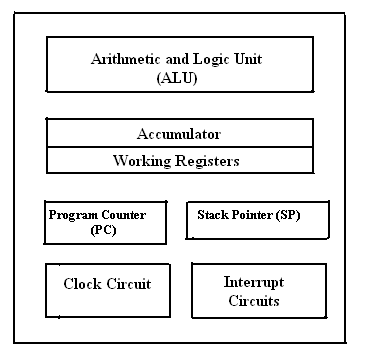 Arithmetic and Logic Unit
(ALU)
Accumulator
Working Registers
Program Counter
(PC)
Stack Pointer (SP)
Clock Circuit
Interrupt
Circuits